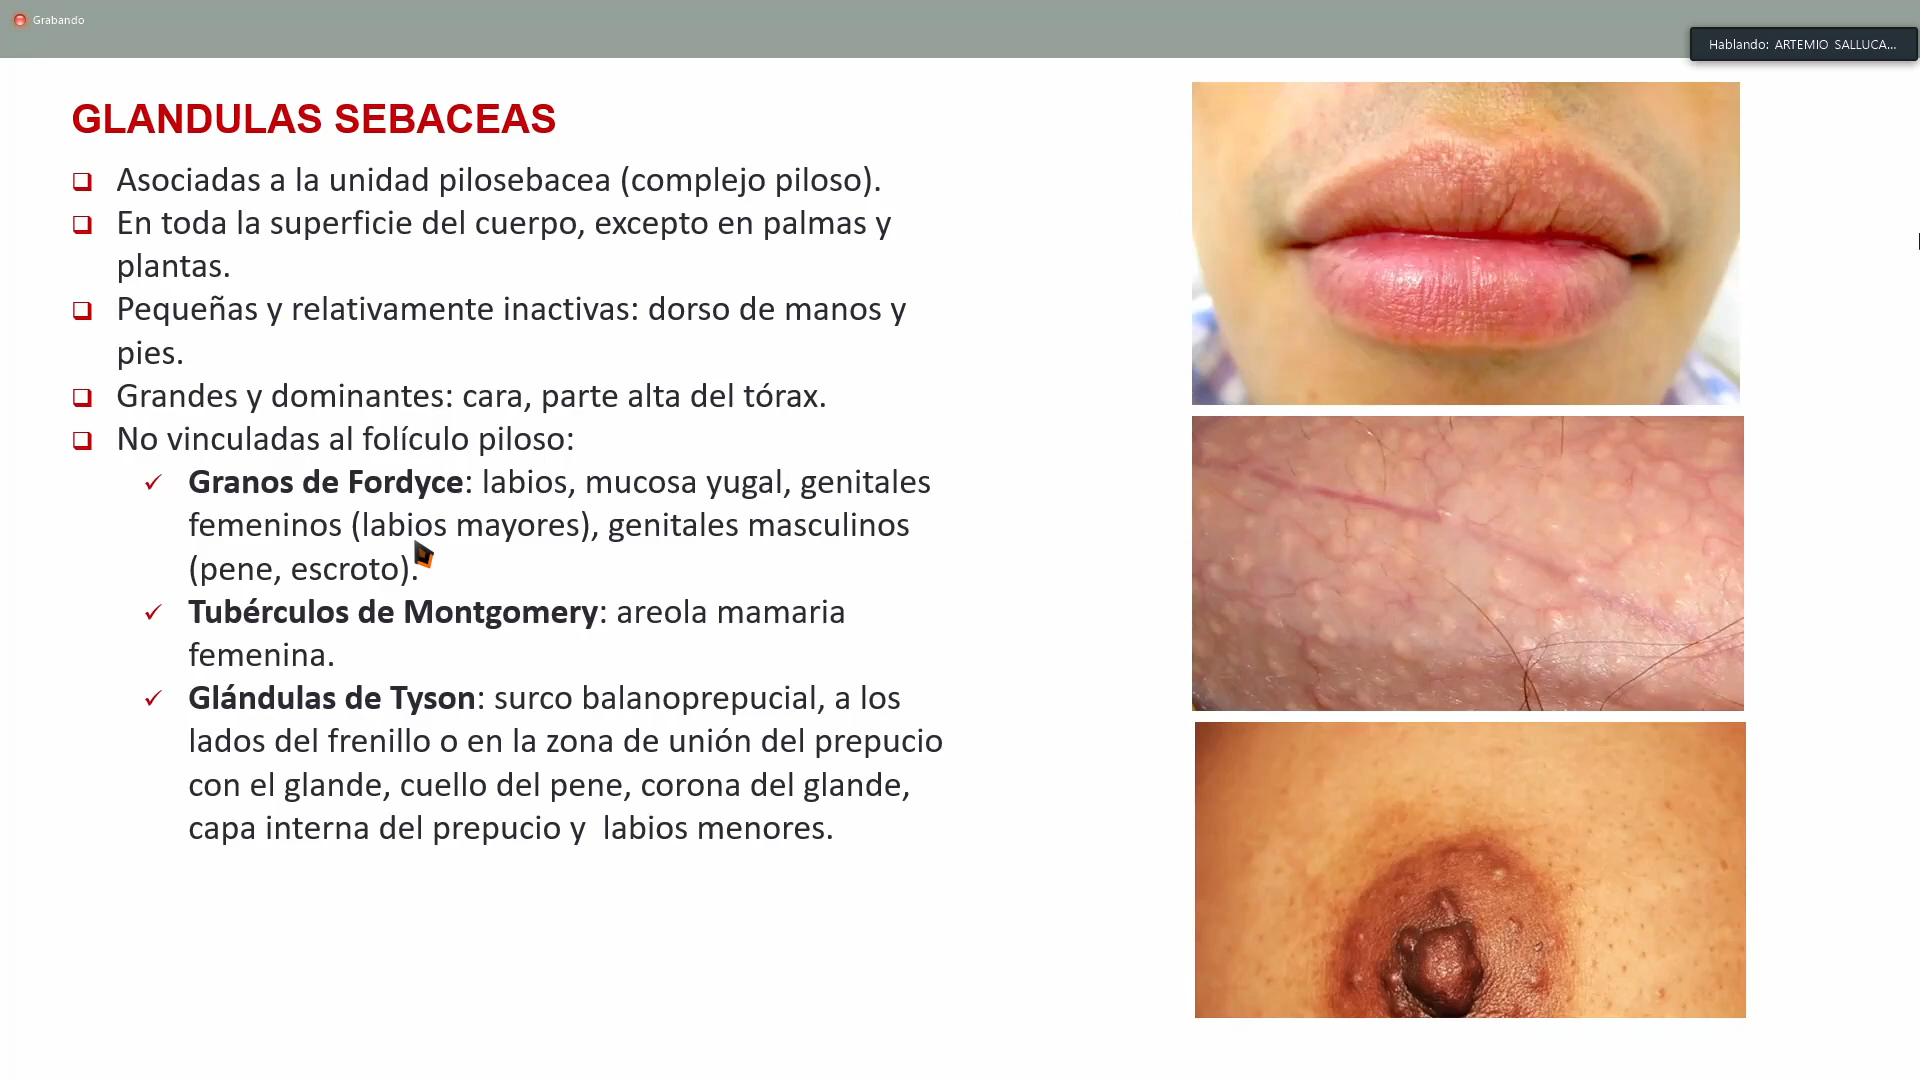 Grabando
Hablando: ARTEMIO SALLUCA...
GLANDULAS SEBACEAS
Asociadas a la unidad pilosebacea (complejo piloso).
En toda la superficie del cuerpo, excepto en palmas y
plantas.
Pequeñas y relativamente inactivas: dorso de manos y
pies.
Grandes y dominantes: cara, parte alta del tórax.
No vinculadas al folículo piloso:
Granos de Fordyce: labios, mucosa yugal, genitales
femeninos (labios mayores), genitales masculinos
(pene, escroto).
Tubérculos de Montgomery: areola mamaria
femenina.
Glándulas de Tyson: surco balanoprepucial, a los
lados del frenillo o en la zona de unión del prepucio
con el glande, cuello del pene, corona del glande,
capa interna del prepucio y  labios menores.